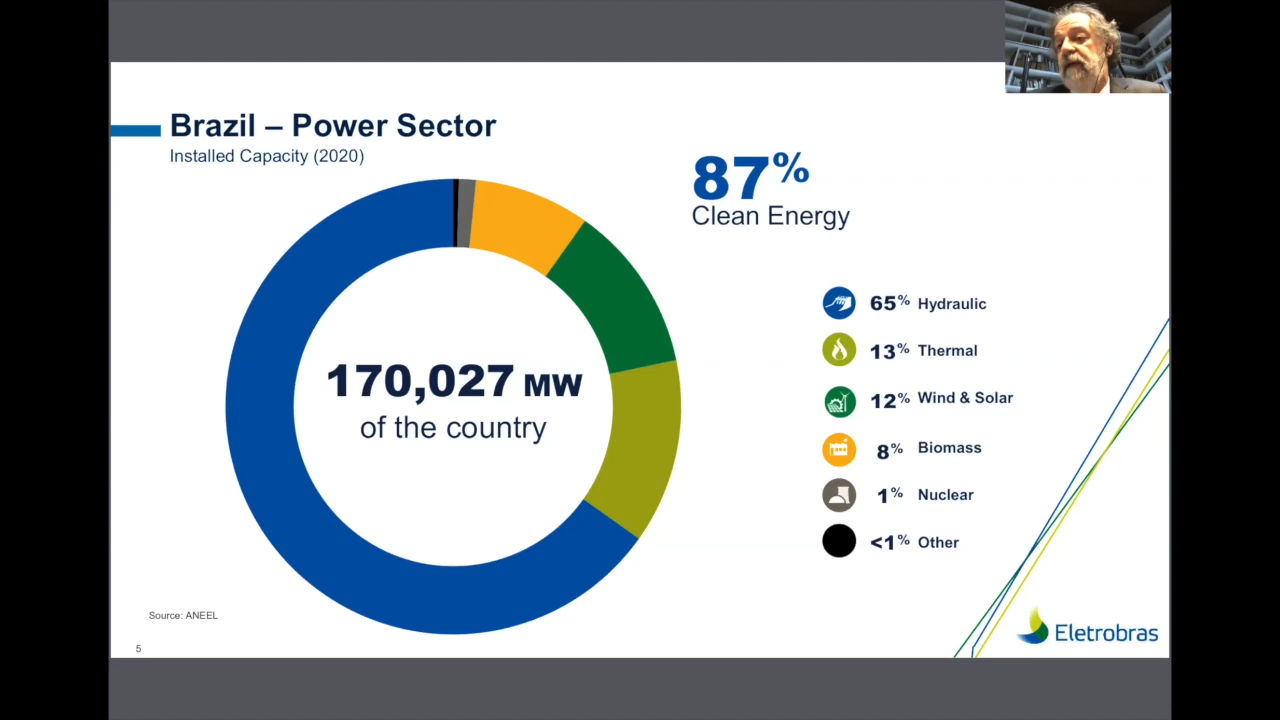 Brazil – Power Sector
Installed Capacity (2020)
87%
Clean Energy
170,027 MW
of the country
65% Hydraulic
13% Thermal
12% Wind & Solar
8% Biomass
1% Nuclear
<1% Other
Source: ANEEL
5
Eletrobras